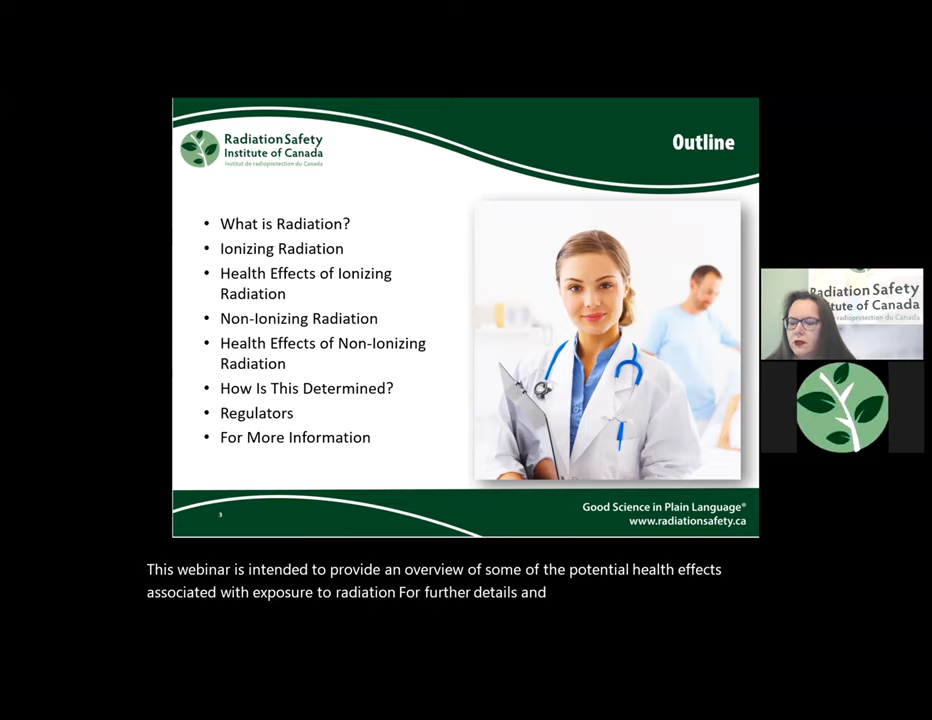 Radiation Safety
Institute of Canada
Institut de radioprotection du Canada
Outline
• What is Radiation?
• Ionizing Radiation
• Health Effects of Ionizing
Radiation
• Non-Ionizing Radiation
• Health Effects of Non-Ionizing
Radiation
• How Is This Determined?
• Regulators
• For More Information
3
Good Science in Plain Language®
www.radiationsafety.ca
Radiation Safety
itute of Canada
radioprotection du Canada
This webinar is intended to provide an overview of some of the potential health effects
associated with exposure to radiation For further details and